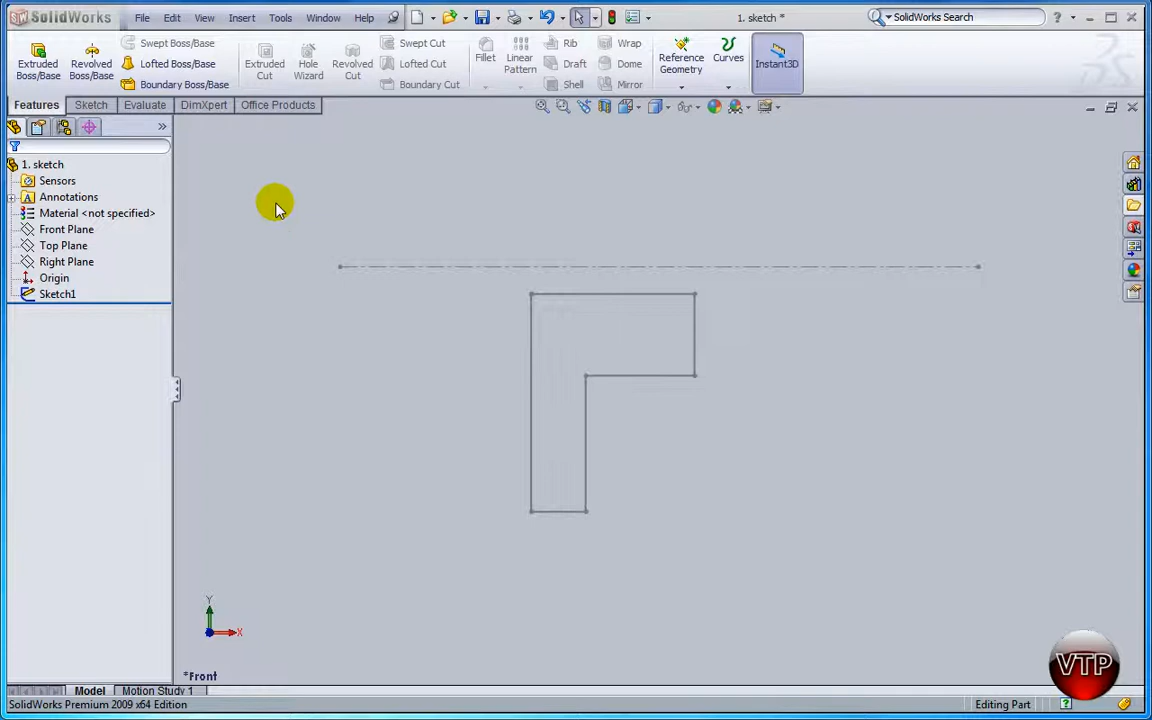 SolidWorks File Edit View Insert Tools Window Help 1. sketch * SolidWorks Search ?
Extruded Boss/Base
Revolved Boss/Base
Swept Boss/Base
Lofted Boss/Base
Boundary Boss/Base
Extruded Cut
Hole Wizard
Revolved Cut
Swept Cut
Lofted Cut
Boundary Cut
Fillet
Linear Pattern
Rib
Draft
Shell
Wrap
Dome
Mirror
Reference Geometry
Curves
Instant3D
Features Sketch Evaluate DimXpert Office Products
1. sketch
Sensors
Annotations
Material <not specified>
Front Plane
Top Plane
Right Plane
Origin
Sketch1
Y
X
*Front
VTP
Model Motion Study 1
SolidWorks Premium 2009 x64 Edition Editing Part ?